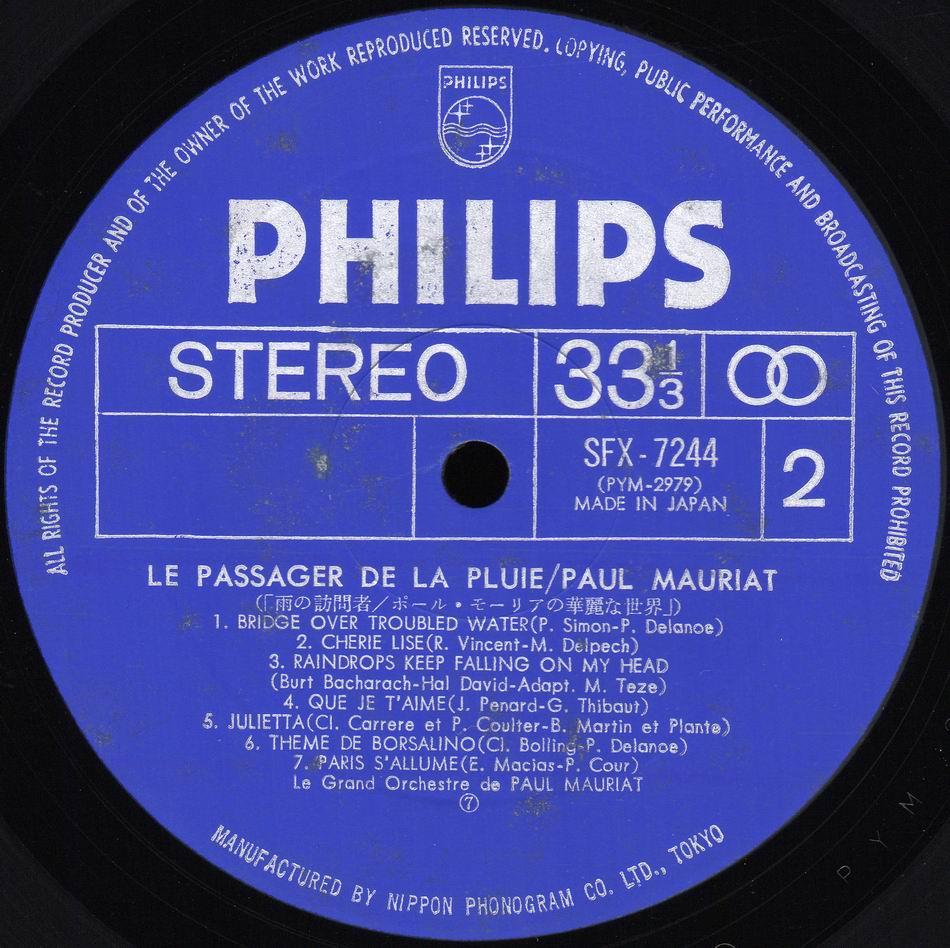 ALL RIGHTS OF THE RECORD PRODUCER AND OF THE OWNER OF THE WORK REPRODUCED RESERVED. COPYING, PUBLIC PERFORMANCE AND BROADCASTING OF THIS RECORD PROHIBITED
PHILIPS
PHILIPS
STEREO 33 1/3
SFX-7244
(PYM-2979)
MADE IN JAPAN
2
LE PASSAGER DE LA PLUIE/PAUL MAURIAT
(「雨の訪問者/ポール・モーリアの華麗な世界」)
1. BRIDGE OVER TROUBLED WATER(P. Simon-P. Delanoe)
2. CHERIE LISE(R. Vincent-M. Delpech)
3. RAINDROPS KEEP FALLING ON MY HEAD
(Burt Bacharach-Hal David-Adapt. M. Teze)
4. QUE JE T'AIME(J. Penard-G. Thibaut)
5. JULIETTA(Cl. Carrere et P. Coulter-B. Martin et Plante)
6. THEME DE BORSALINO(Cl. Bolling-P. Delanoe)
7. PARIS S'ALLUME(E. Macias-P. Cour)
Le Grand Orchestre de PAUL MAURIAT
⑦
MANUFACTURED BY NIPPON PHONOGRAM CO. LTD., TOKYO
P Y M